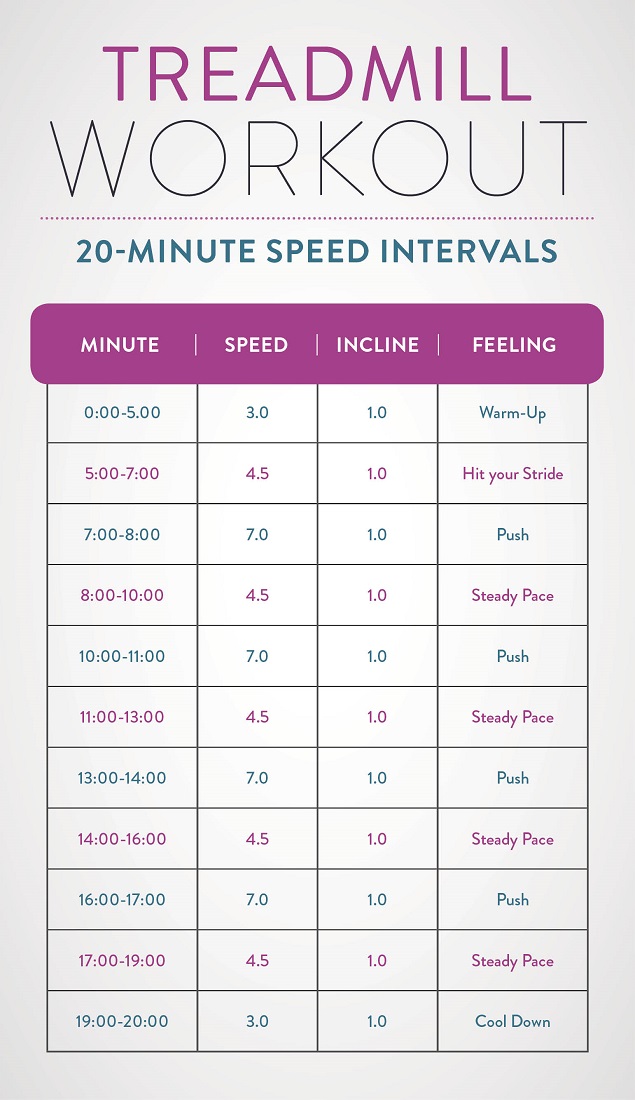 TREADMILL
WORKOUT
20-MINUTE SPEED INTERVALS
MINUTE | SPEED | INCLINE | FEELING
0:00-5.00 3.0 1.0 Warm-Up
5:00-7:00 4.5 1.0 Hit your Stride
7:00-8:00 7.0 1.0 Push
8:00-10:00 4.5 1.0 Steady Pace
10:00-11:00 7.0 1.0 Push
11:00-13:00 4.5 1.0 Steady Pace
13:00-14:00 7.0 1.0 Push
14:00-16:00 4.5 1.0 Steady Pace
16:00-17:00 7.0 1.0 Push
17:00-19:00 4.5 1.0 Steady Pace
19:00-20:00 3.0 1.0 Cool Down